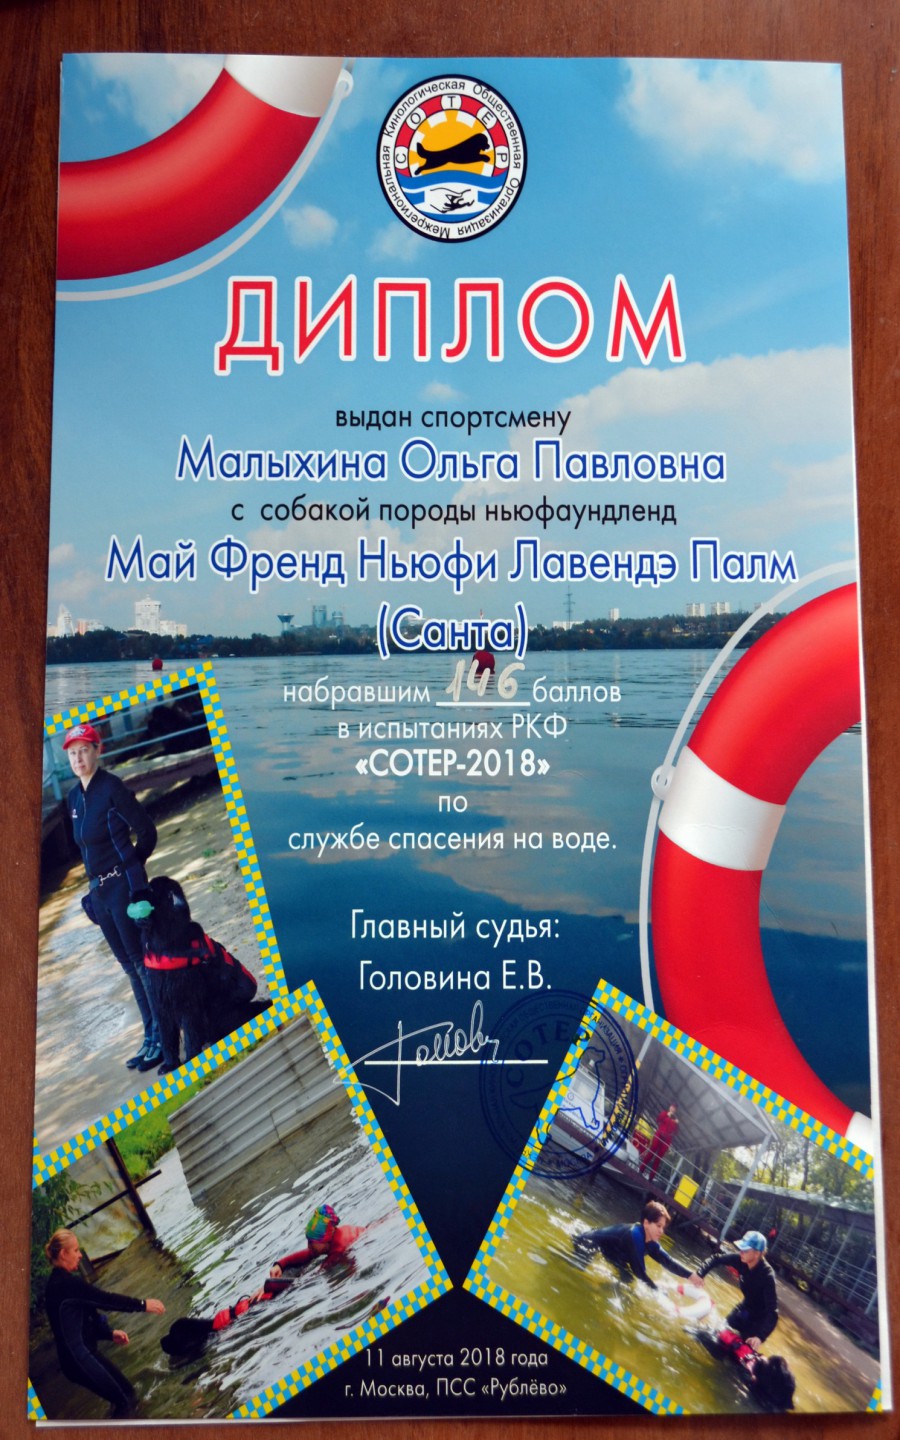 Межрегиональная Кинологическая Общественная Организация
СОТЕР
ДИПЛОМ
выдан спортсмену
Малыхина Ольга Павловна
с собакой породы ньюфаундленд
Май Френд Ньюфи Лавендэ Палм
(Санта)
набравшим 146 баллов
в испытаниях РКФ
«СОТЕР-2018»
по
службе спасения на воде.
Главный судья:
Головина Е.В.
СОТЕР
11 августа 2018 года
г. Москва, ПСС «Рублёво»